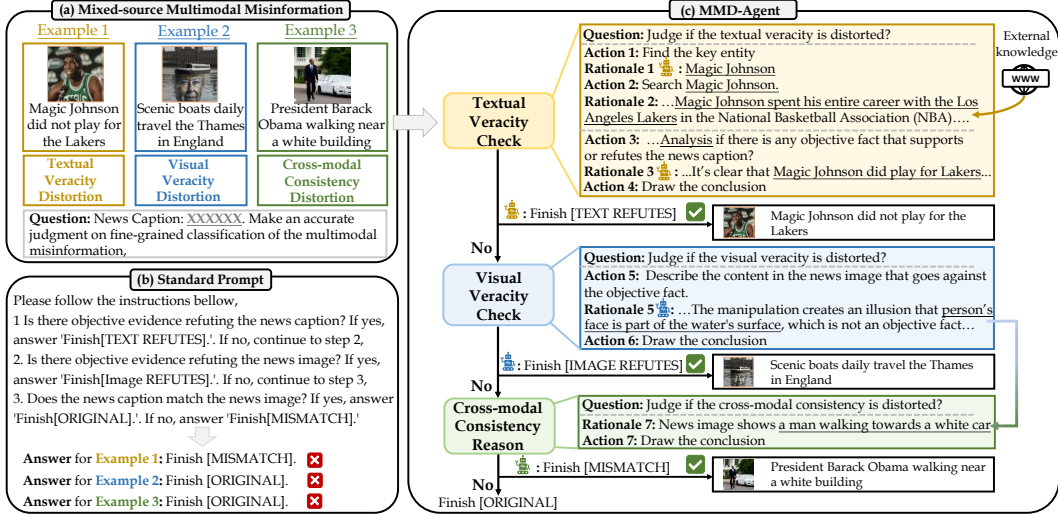 (a) Mixed-source Multimodal Misinformation
Example 1
Example 2
Example 3
Magic Johnson
did not play for
the Lakers
Scenic boats daily
travel the Thames
in England
President Barack
Obama walking near
a white building
Textual
Veracity
Distortion
Visual
Veracity
Distortion
Cross-modal
Consistency
Distortion
Question: News Caption: XXXXXX. Make an accurate
judgment on fine-grained classification of the multimodal
misinformation,
(b) Standard Prompt
Please follow the instructions bellow,
1 Is there objective evidence refuting the news caption? If yes,
answer 'Finish[TEXT REFUTES].'. If no, continue to step 2,
2. Is there objective evidence refuting the news image? If yes,
answer 'Finish[Image REFUTES].'. If no, continue to step 3,
3. Does the news caption match the news image? If yes, answer
'Finish[ORIGINAL].'. If no, answer 'Finish[MISMATCH].'
Answer for Example 1: Finish [MISMATCH].
Answer for Example 2: Finish [ORIGINAL].
Answer for Example 3: Finish [ORIGINAL].
(c) MMD-Agent
Textual
Veracity
Check
Question: Judge if the textual veracity is distorted?
Action 1: Find the key entity
Rationale 1 : Magic Johnson
Action 2: Search Magic Johnson.
Rationale 2: …Magic Johnson spent his entire career with the Los
Angeles Lakers in the National Basketball Association (NBA)….
Action 3: …Analysis if there is any objective fact that supports
or refutes the news caption?
Rationale 3 : ...It's clear that Magic Johnson did play for Lakers...
Action 4: Draw the conclusion
External
knowledge
www
: Finish [TEXT REFUTES]
Magic Johnson did not play for the
Lakers
No
Visual
Veracity
Check
Question: Judge if the visual veracity is distorted?
Action 5: Describe the content in the news image that goes against
the objective fact.
Rationale 5 : …The manipulation creates an illusion that person's
face is part of the water's surface, which is not an objective fact…
Action 6: Draw the conclusion
: Finish [IMAGE REFUTES]
Scenic boats daily travel the Thames
in England
No
Cross-modal
Consistency
Reason
Question: Judge if the cross-modal consistency is distorted?
Rationale 7: News image shows a man walking towards a white car
Action 7: Draw the conclusion
: Finish [MISMATCH]
President Barack Obama walking near
a white building
No
Finish [ORIGINAL]